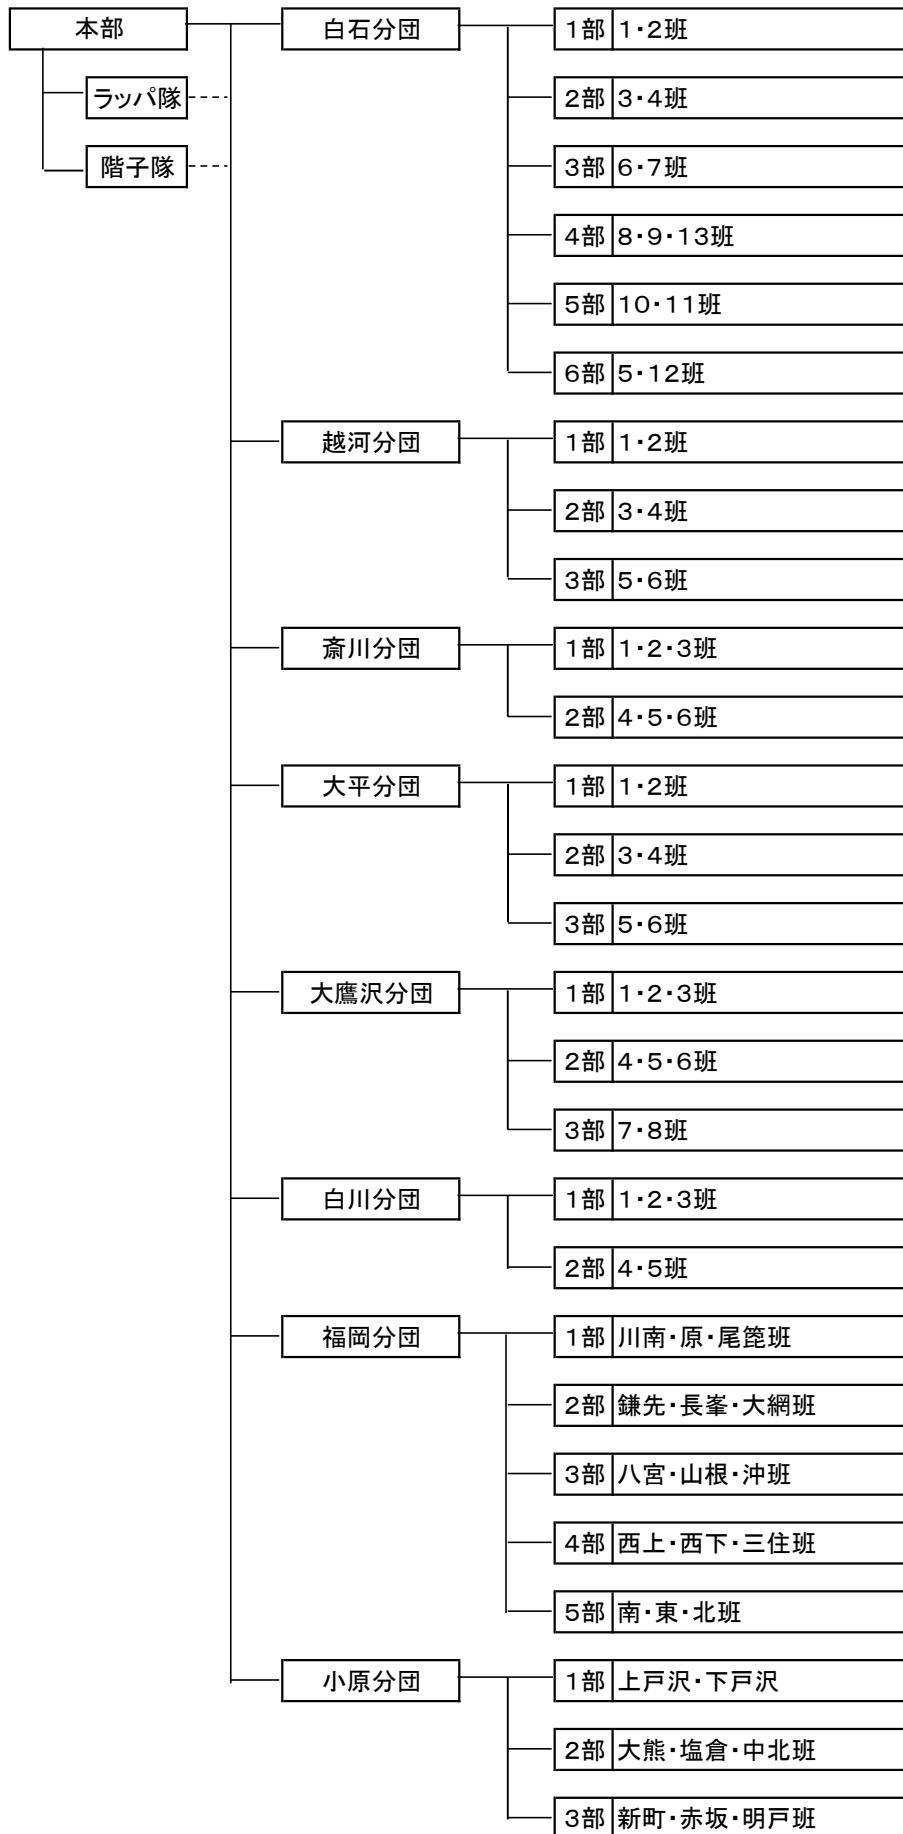 本部 白石分団 1部 1・2班
ラッパ隊 2部 3・4班
階子隊 3部 6・7班
4部 8・9・13班
5部 10・11班
6部 5・12班
越河分団 1部 1・2班
2部 3・4班
3部 5・6班
斎川分団 1部 1・2・3班
2部 4・5・6班
大平分団 1部 1・2班
2部 3・4班
3部 5・6班
大鷹沢分団 1部 1・2・3班
2部 4・5・6班
3部 7・8班
白川分団 1部 1・2・3班
2部 4・5班
福岡分団 1部 川南・原・尾箆班
2部 鎌先・長峯・大網班
3部 八宮・山根・沖班
4部 西上・西下・三住班
5部 南・東・北班
小原分団 1部 上戸沢・下戸沢
2部 大熊・塩倉・中北班
3部 新町・赤坂・明戸班